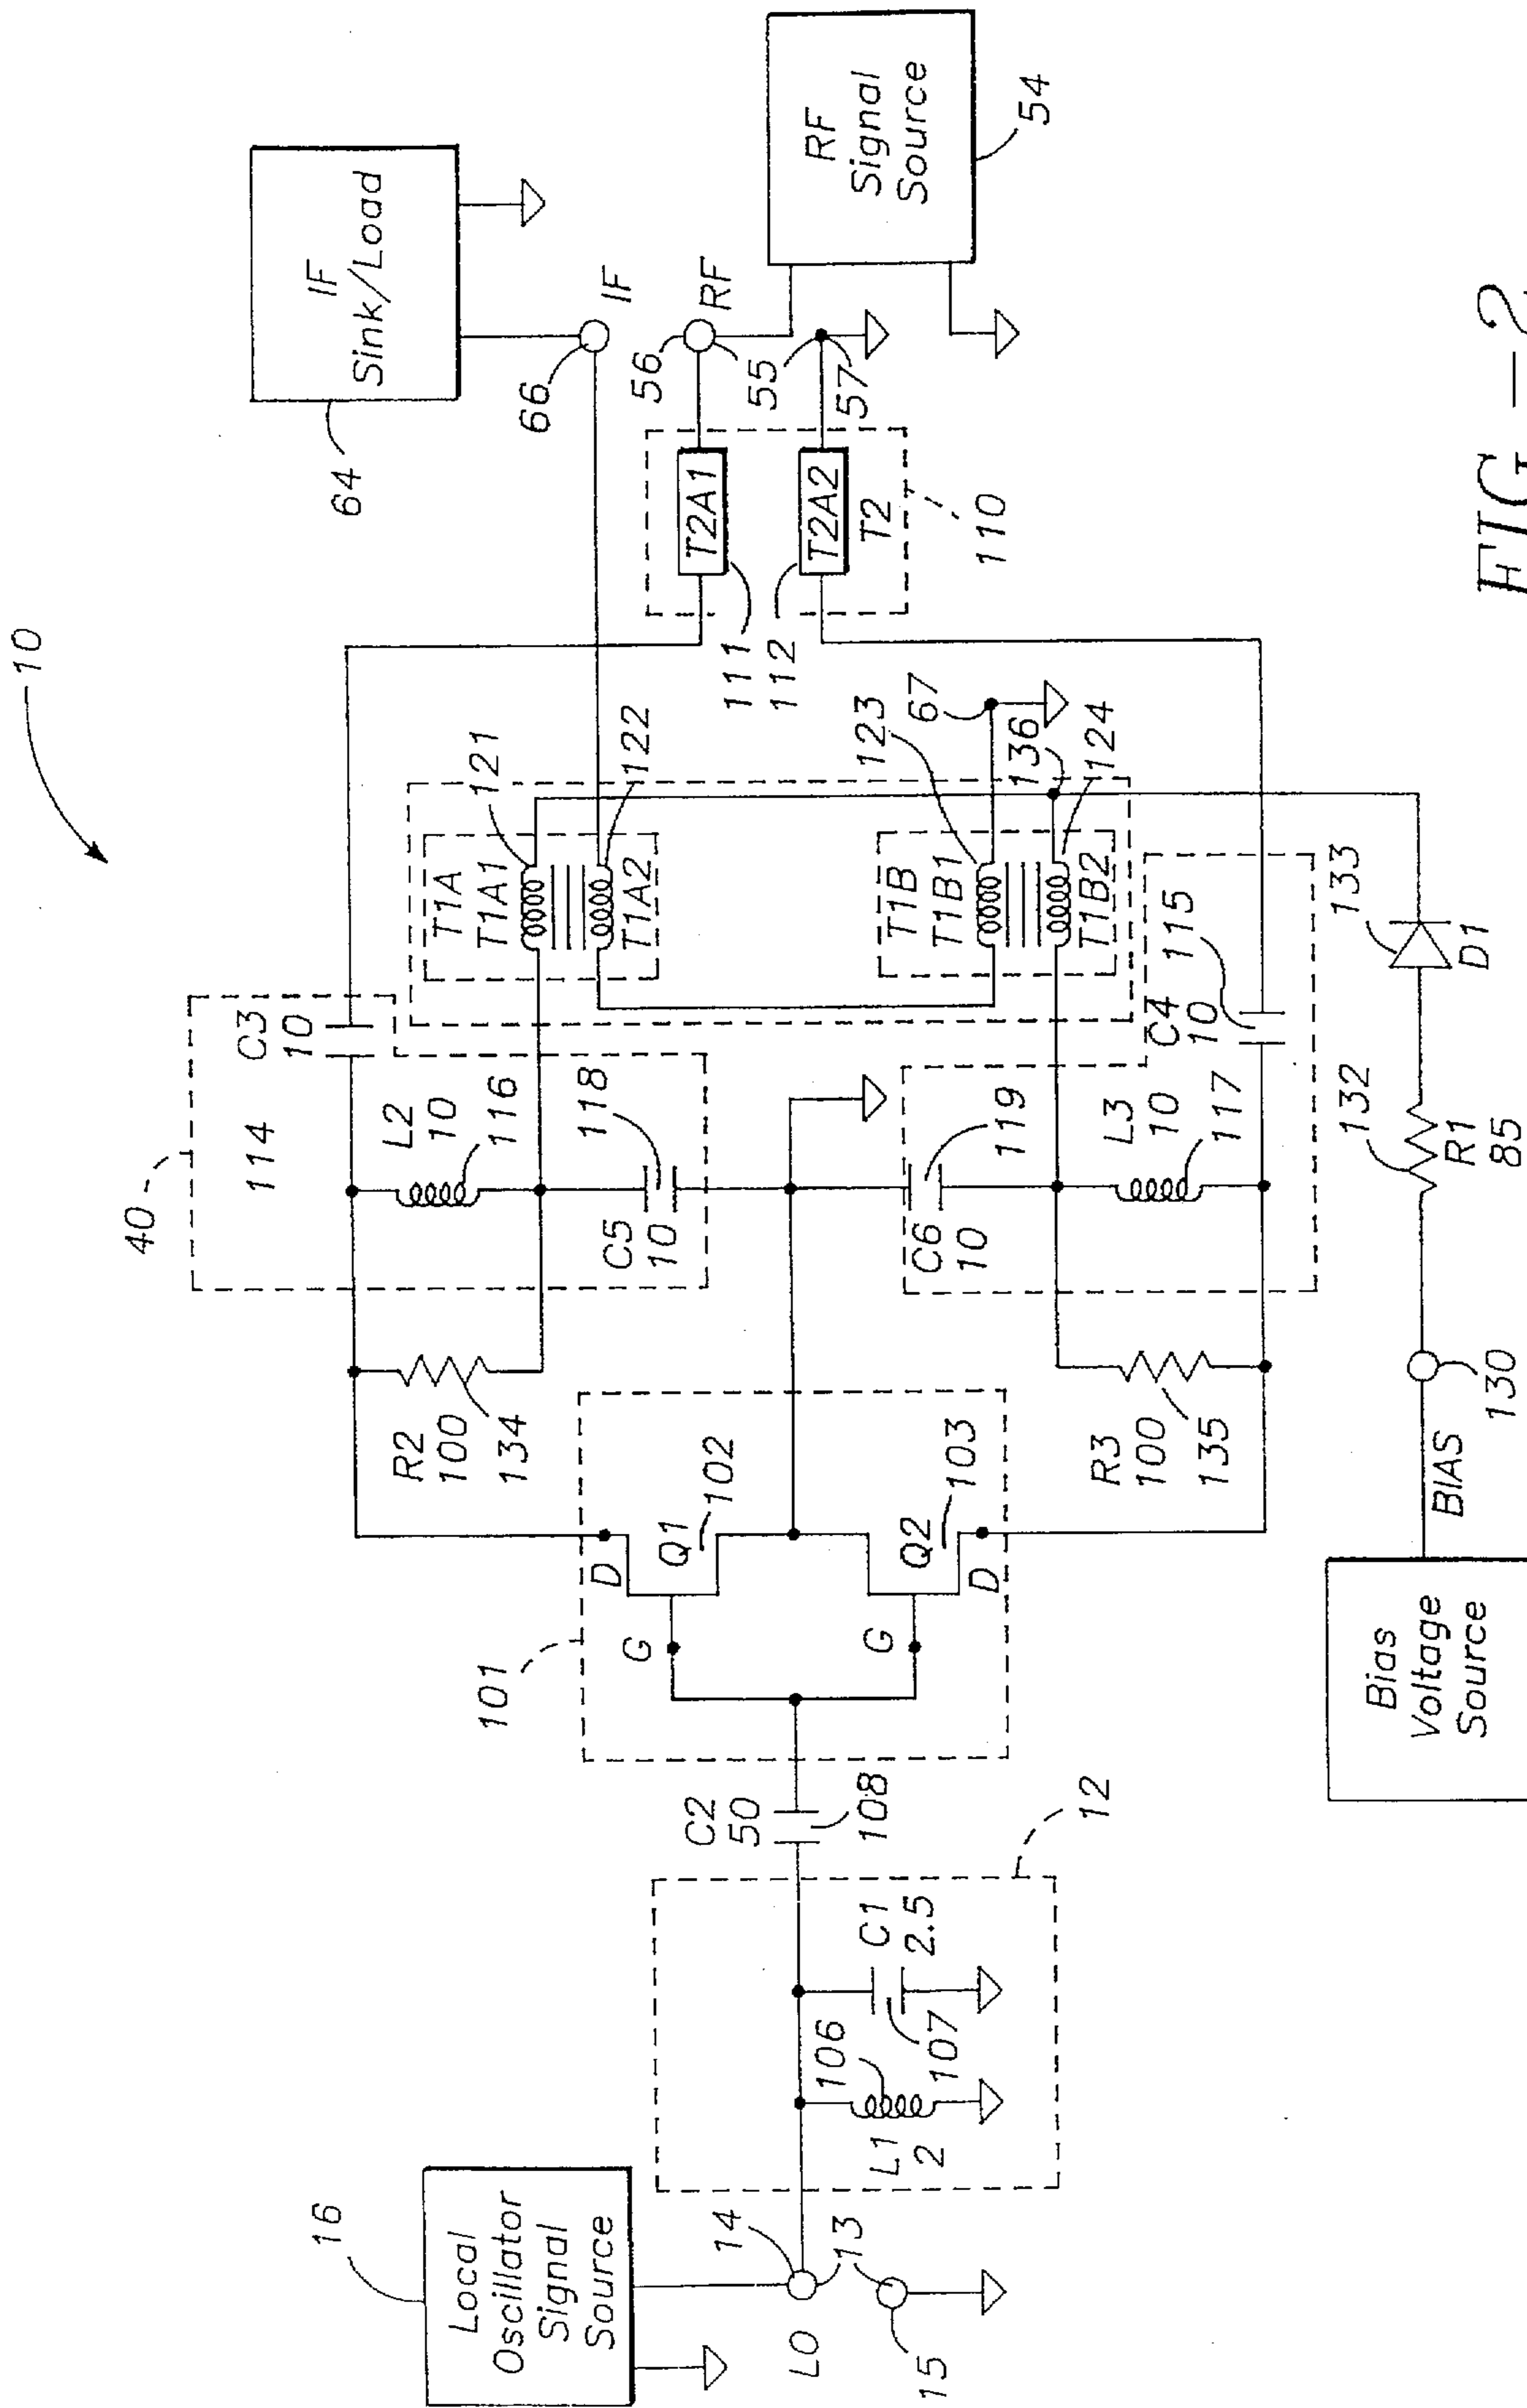 10
IF
Sink/Load
64
66
IF
RF
56
55
57
RF
Signal
Source
54
T2A1
T2A2
T2
111
112
110
40
114
C3
10
L2
10
116
C5
10
118
T1A
T1A1
T1A2
121
122
T1B
T1B1
T1B2
123
124
67
136
C6
10
119
L3
10
117
C4
10
115
R2
100
134
R3
100
135
133
D1
132
R1
85
130
BIAS
Bias
Voltage
Source
101
D
G
Q1
102
G
Q2
103
D
C2
50
108
12
C1
2.5
107
106
L1
2
16
Local
Oscillator
Signal
Source
14
13
LO
15
FIG-2